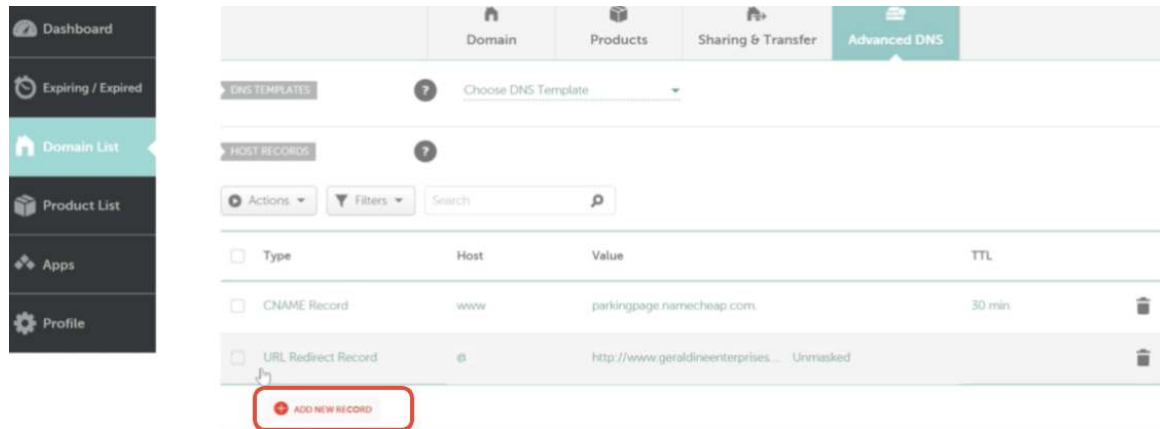 Dashboard
Expiring / Expired
Domain List
Product List
Apps
Profile
Domain
Products
Sharing & Transfer
Advanced DNS
DNS TEMPLATES ? Choose DNS Template
HOST RECORDS ?
Actions Filters Search
Type Host Value TTL
CNAME Record www parkingpage.namecheap.com. 30 min
URL Redirect Record @ http://www.geraldineenterprises... Unmasked
ADD NEW RECORD